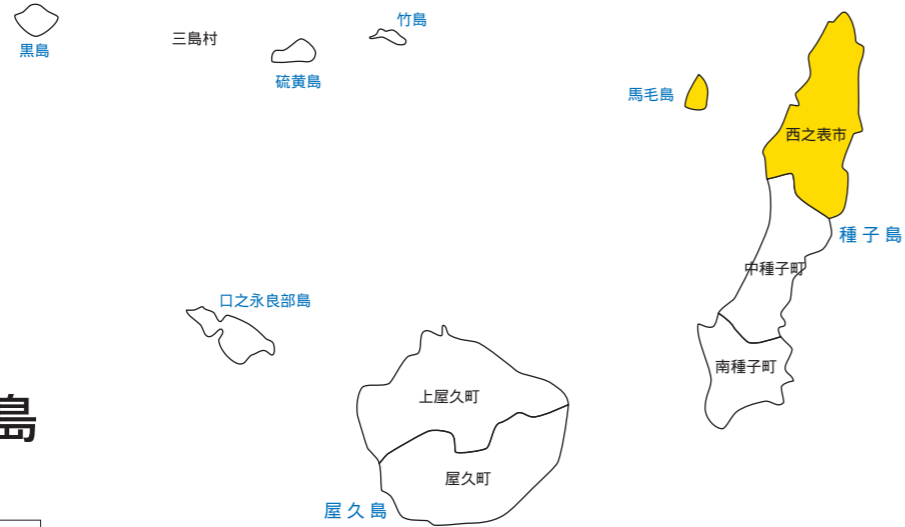 竹島
三島村
黒島
硫黄島
馬毛島
西之表市
種子島
中種子町
口之永良部島
南種子町
上屋久町
島
屋久町
屋久島